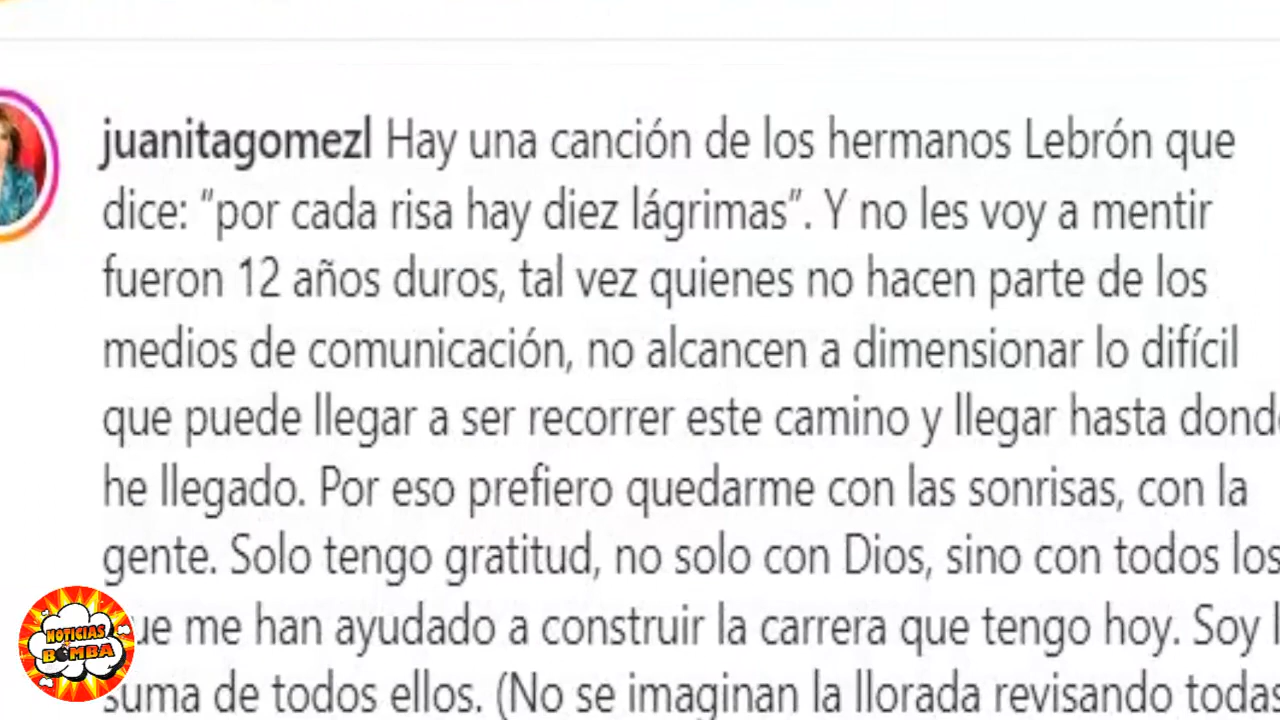 juanitagomezl Hay una canción de los hermanos Lebrón que
dice: “por cada risa hay diez lágrimas”. Y no les voy a mentir
fueron 12 años duros, tal vez quienes no hacen parte de los
medios de comunicación, no alcancen a dimensionar lo difícil
que puede llegar a ser recorrer este camino y llegar hasta dond
he llegado. Por eso prefiero quedarme con las sonrisas, con la
gente. Solo tengo gratitud, no solo con Dios, sino con todos los
ue me han ayudado a construir la carrera que tengo hoy. Soy l
suma de todos ellos. (No se imaginan la llorada revisando todas
NOTICIAS
BOMBA